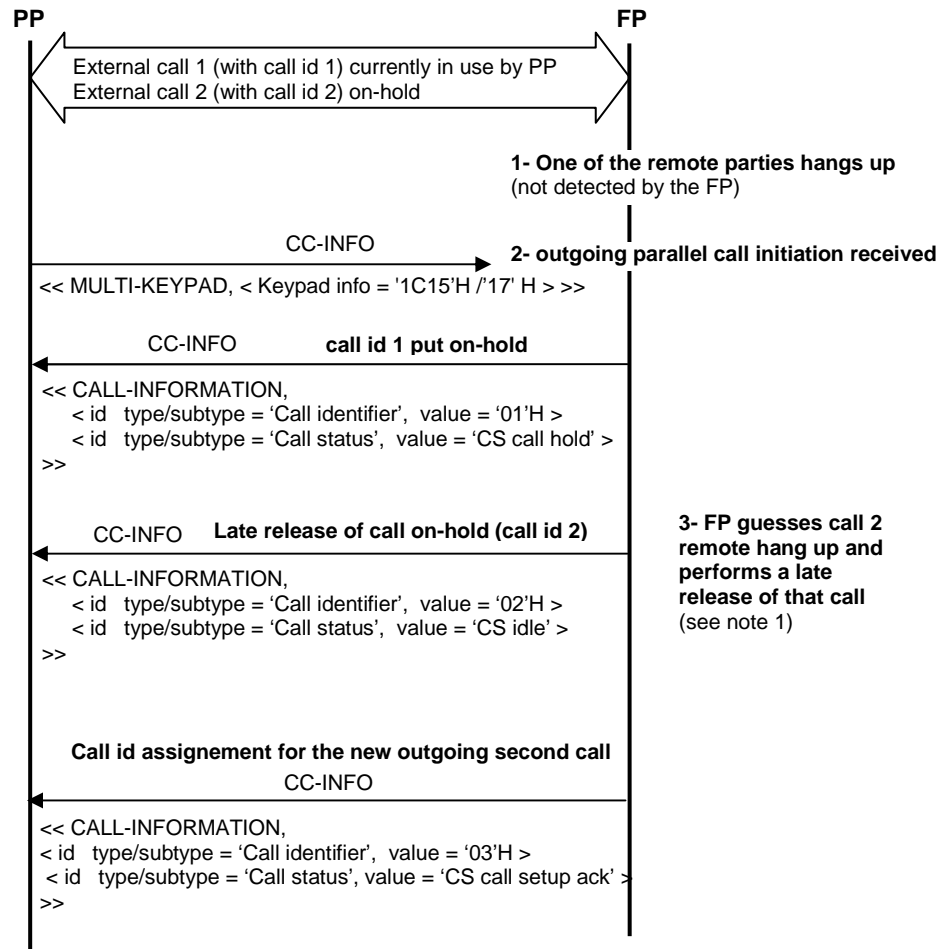 PP
FP
External call 1 (with call id 1) currently in use by PP
External call 2 (with call id 2) on-hold
1- One of the remote parties hangs up
(not detected by the FP)
CC-INFO
2- outgoing parallel call initiation received
<< MULTI-KEYPAD, < Keypad info = '1C15'H /'17' H > >>
CC-INFO call id 1 put on-hold
<< CALL-INFORMATION,
< id type/subtype = ‘Call identifier’, value = ‘01’H >
< id type/subtype = ‘Call status’, value = ‘CS call hold’ >
>>
CC-INFO Late release of call on-hold (call id 2)
<< CALL-INFORMATION,
< id type/subtype = ‘Call identifier’, value = ‘02’H >
< id type/subtype = ‘Call status’, value = ‘CS idle’ >
>>
3- FP guesses call 2
remote hang up and
performs a late
release of that call
(see note 1)
Call id assignement for the new outgoing second call
CC-INFO
<< CALL-INFORMATION,
< id type/subtype = ‘Call identifier’, value = ‘03’H >
< id type/subtype = ‘Call status’, value = ‘CS call setup ack’ >
>>